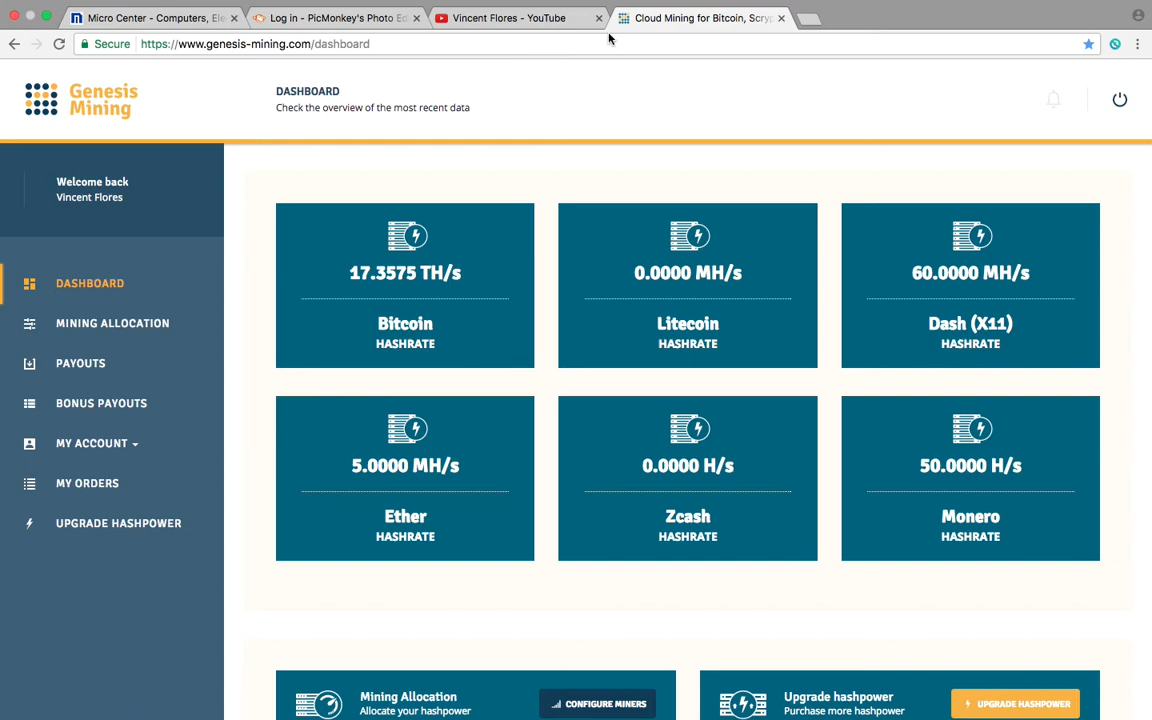 Micro Center - Computers, Ele
Log in - PicMonkey's Photo Ed
Vincent Flores - YouTube
Cloud Mining for Bitcoin, Scryp
Secure
https://www.genesis-mining.com/dashboard
Genesis
Mining
DASHBOARD
Check the overview of the most recent data
Welcome back
Vincent Flores
DASHBOARD
MINING ALLOCATION
PAYOUTS
BONUS PAYOUTS
MY ACCOUNT
MY ORDERS
UPGRADE HASHPOWER
17.3575 TH/s
Bitcoin
HASHRATE
0.0000 MH/s
Litecoin
HASHRATE
60.0000 MH/s
Dash (X11)
HASHRATE
5.0000 MH/s
Ether
HASHRATE
0.0000 H/s
Zcash
HASHRATE
50.0000 H/s
Monero
HASHRATE
Mining Allocation
Allocate your hashpower
CONFIGURE MINERS
Upgrade hashpower
Purchase more hashpower
UPGRADE HASHPOWER